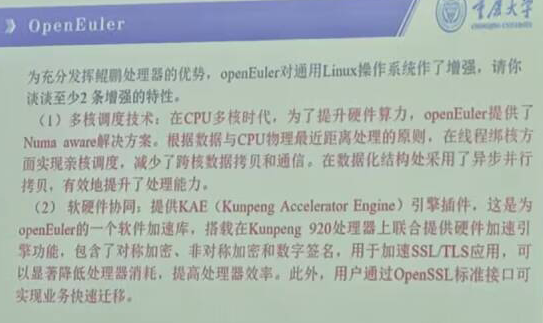 》OpenEuler
重庆大学
为充分发挥鲲鹏处理器的优势，openEuler对通用Linux操作系统作了增强，请你
谈谈至少2 条增强的特性。
（1）多核调度技术：在CPU多核时代，为了提升硬件算力，openEuler提供了
Numa aware解决方案。根据数据与CPU物理最近距离处理的原则，在线程绑核方
面实现亲核调度，减少了跨核数据拷贝和通信。在数据化结构处采用了异步并行
拷贝，有效地提升了处理能力。
（2） 软硬件协同：提供KAE（Kunpeng Accelerator Engine）引擎插件，这是为
openEuler的一个软件加速库，搭载在Kunpeng 920处理器上联合提供硬件加速引
擎功能，包含了对称加密、非对称加密和数字签名，用于加速SSL/TLS应用，可
以显著降低处理器消耗，提高处理器效率。此外，用户通过OpenSSL标准接口可
实现业务快速迁移。